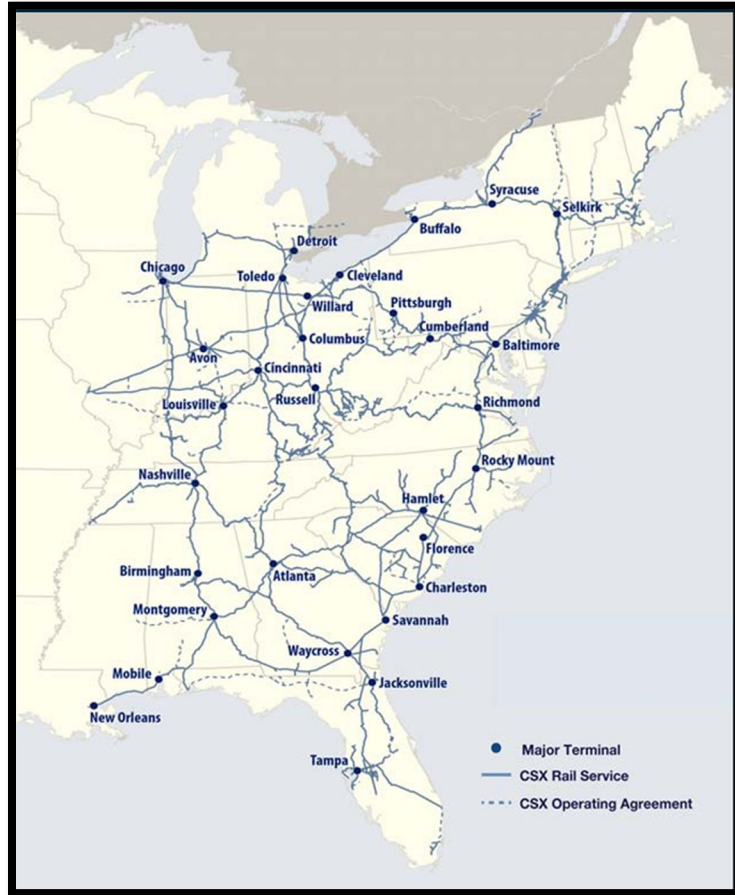 Syracuse
Selkirk
Buffalo
Detroit
Chicago
Toledo
Cleveland
Willard
Pittsburgh
Cumberland
Columbus
Baltimore
Avon
Cincinnati
Russell
Louisville
Richmond
Rocky Mount
Nashville
Hamlet
Florence
Birmingham
Atlanta
Charleston
Montgomery
Savannah
Waycross
Mobile
Jacksonville
New Orleans
Tampa
Major Terminal
CSX Rail Service
CSX Operating Agreement